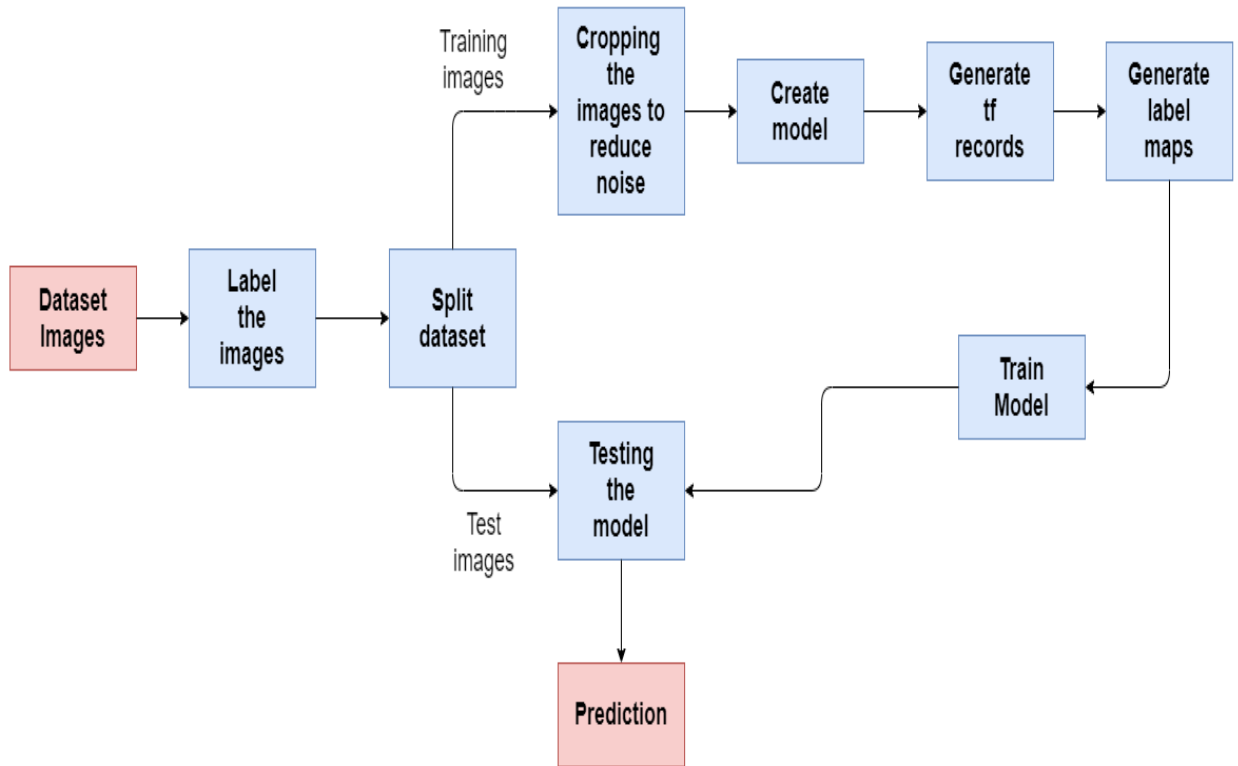 Dataset
Images
Label
the
images
Split
dataset
Training
images
Cropping
the
images to
reduce
noise
Create
model
Generate
tf
records
Generate
label
maps
Train
Model
Test
images
Testing
the
model
Prediction